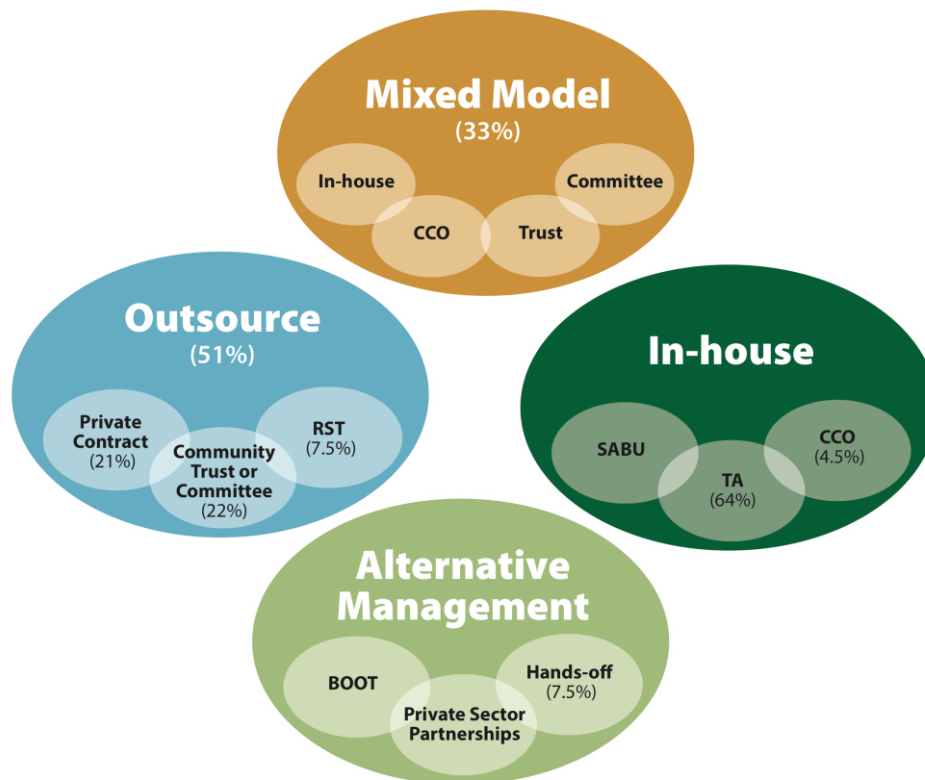 Mixed Model
(33%)
In-house
CCO
Trust
Committee
Outsource
(51%)
Private
Contract
(21%)
Community
Trust or
Committee
(22%)
RST
(7.5%)
In-house
SABU
TA
(64%)
CCO
(4.5%)
Alternative
Management
BOOT
Private Sector
Partnerships
Hands-off
(7.5%)